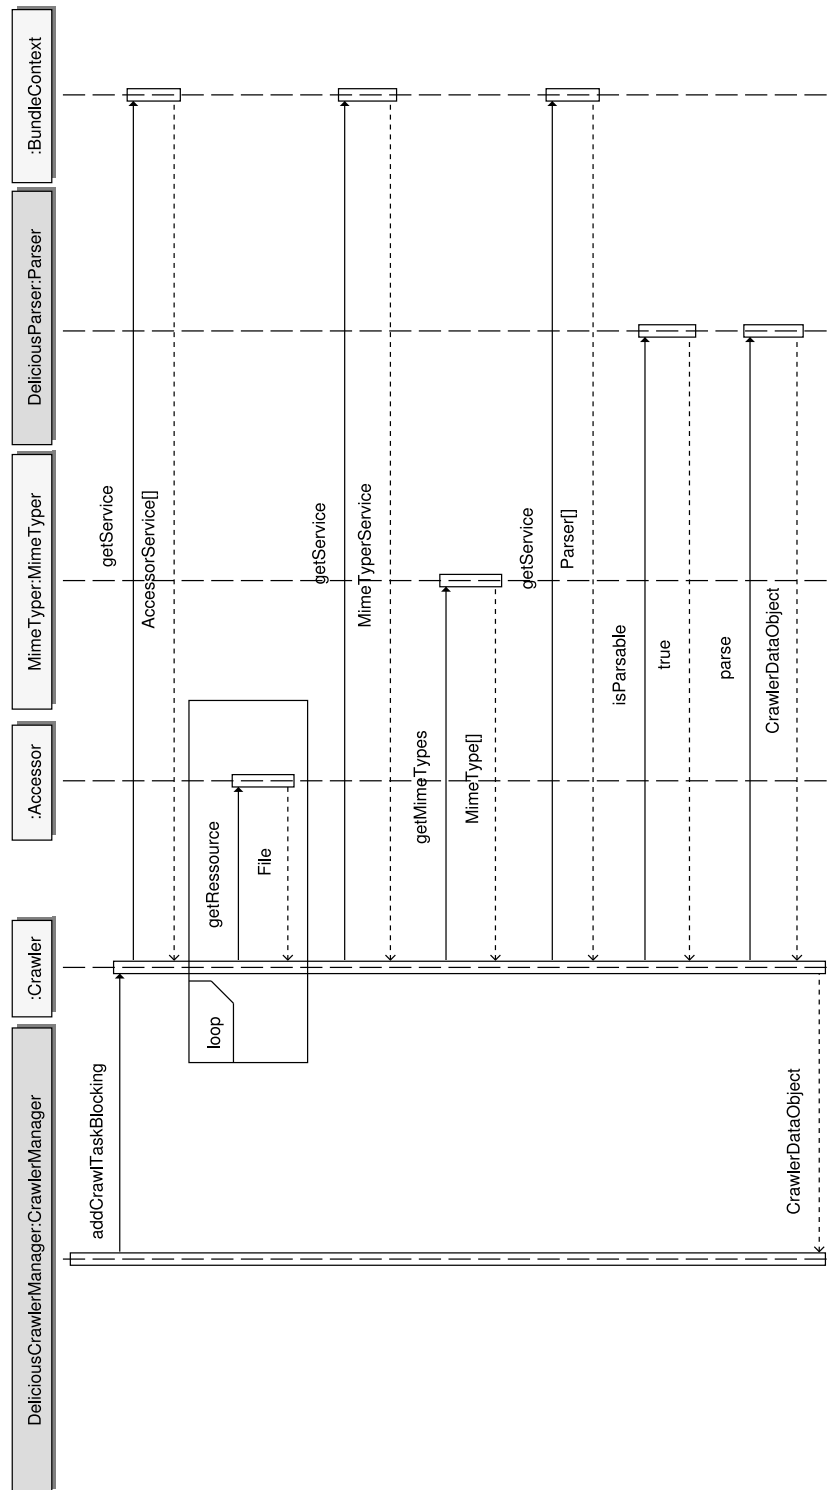 DeliciousCrawlerManager:CrawlerManager
:Crawler
:Accessor
MimeTyper:MimeTyper
DeliciousParser:Parser
:BundleContext
addCrawlTaskBlocking
getService
AccessorService[]
loop
getRessource
File
getService
MimeTyperService
getMimeTypes
MimeType[]
getService
Parser[]
isParsable
true
parse
CrawlerDataObject
CrawlerDataObject